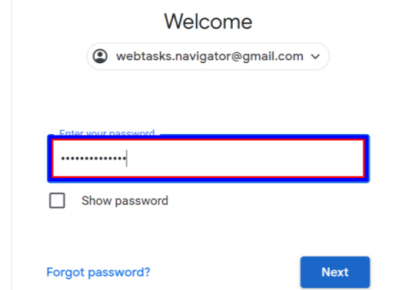 Welcome
webtasks.navigator@gmail.com
Enter your password
••••••••••••••
Show password
Forgot password?
Next